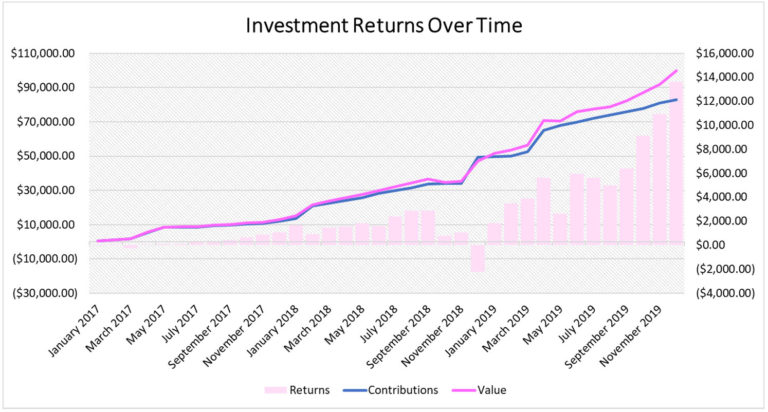 Investment Returns Over Time
$110,000.00
$90,000.00
$70,000.00
$50,000.00
$30,000.00
$10,000.00
($10,000.00)
($30,000.00)
$16,000.00
$14,000.00
$12,000.00
$10,000.00
$8,000.00
$6,000.00
$4,000.00
$2,000.00
$0.00
($2,000.00)
($4,000.00)
January 2017
March 2017
May 2017
July 2017
September 2017
November 2017
January 2018
March 2018
May 2018
July 2018
September 2018
November 2018
January 2019
March 2019
May 2019
July 2019
September 2019
November 2019
Returns Contributions Value